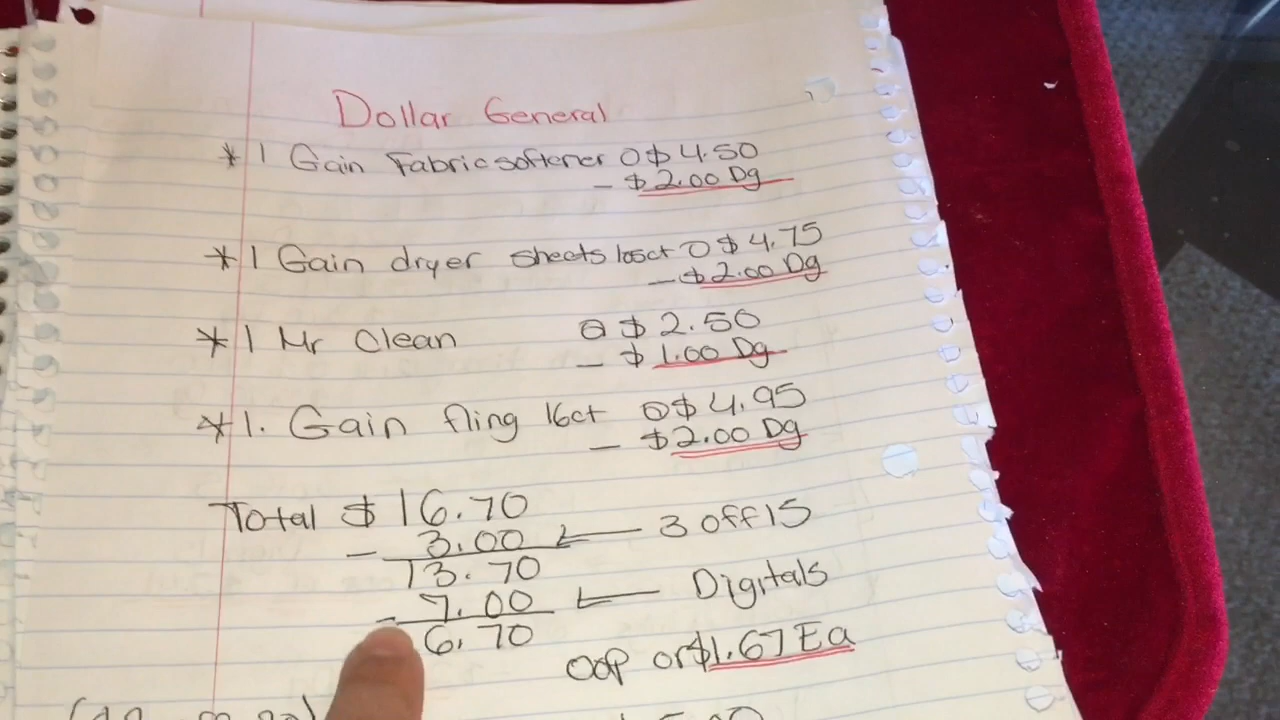 Dollar General
* 1 Gain Fabric softener @ $ 4.50
- $ 2.00 Dg
* 1 Gain dryer sheets 105ct @ $ 4.75
- $ 2.00 Dg
* 1 Mr Clean @ $ 2.50
- $ 1.00 Dg
* 1. Gain fling 16ct @ $ 4.95
- $ 2.00 Dg
Total $ 16.70
- 3.00 ← 3 off 15
13.70
- 7.00 ← Digitals
6.70
OOP or $1.67 Ea